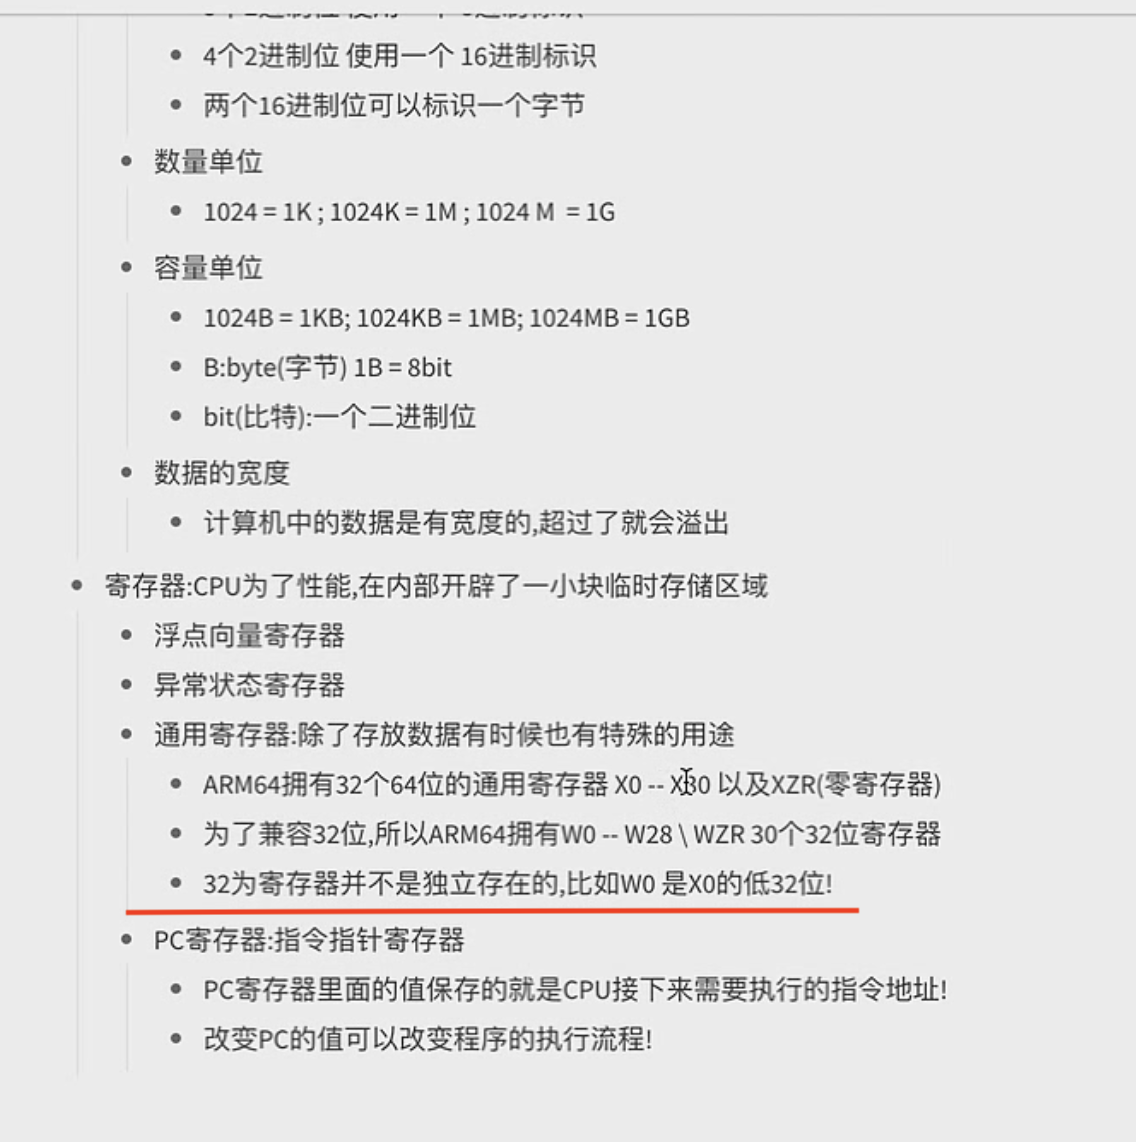 4个2进制位 使用一个 16进制标识
两个16进制位可以标识一个字节
数量单位
1024 = 1K ; 1024K = 1M ; 1024 M  = 1G
容量单位
1024B = 1KB; 1024KB = 1MB; 1024MB = 1GB
B:byte(字节) 1B = 8bit
bit(比特):一个二进制位
数据的宽度
计算机中的数据是有宽度的,超过了就会溢出
寄存器:CPU为了性能,在内部开辟了一小块临时存储区域
浮点向量寄存器
异常状态寄存器
通用寄存器:除了存放数据有时候也有特殊的用途
ARM64拥有32个64位的通用寄存器 X0 -- X30 以及XZR(零寄存器)
为了兼容32位,所以ARM64拥有W0 -- W28 \ WZR 30个32位寄存器
32为寄存器并不是独立存在的,比如W0 是X0的低32位!
PC寄存器:指令指针寄存器
PC寄存器里面的值保存的就是CPU接下来需要执行的指令地址!
改变PC的值可以改变程序的执行流程!